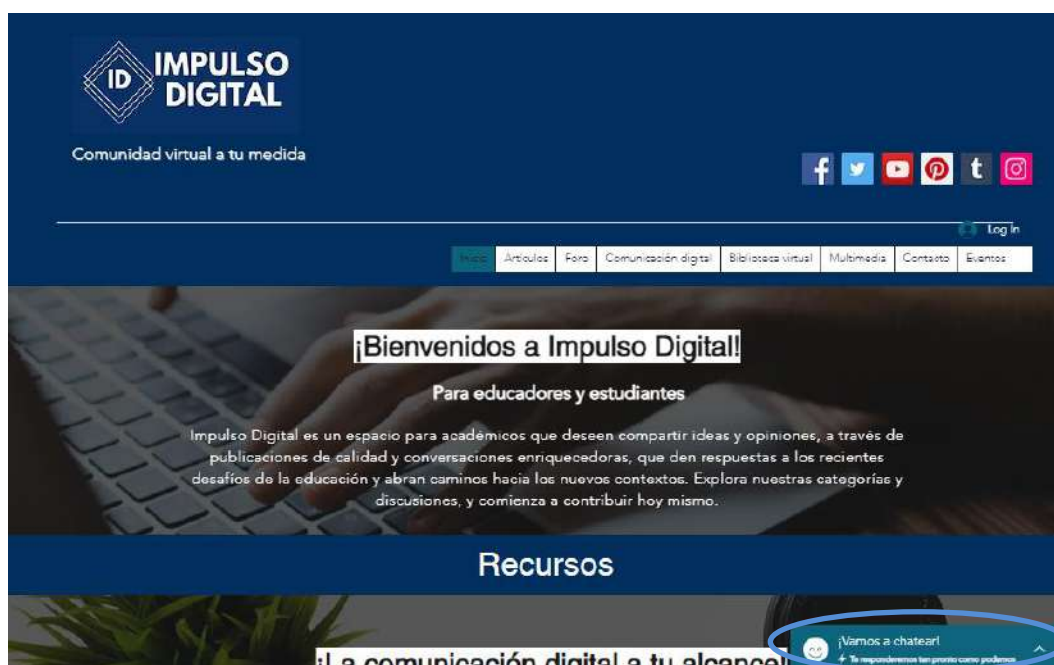 ID
IMPULSO
DIGITAL
Comunidad virtual a tu medida
Log In
Inicio Artículos Foro Comunicación digital Biblioteca virtual Multimedia Contacto Eventos
¡Bienvenidos a Impulso Digital!
Para educadores y estudiantes
Impulso Digital es un espacio para académicos que deseen compartir ideas y opiniones, a través de
publicaciones de calidad y conversaciones enriquecedoras, que den respuestas a los recientes
desafíos de la educación y abran caminos hacia los nuevos contextos. Explora nuestras categorías y
discusiones, y comienza a contribuir hoy mismo.
Recursos
¡La comunicación digital a tu alcance!
¡Vamos a chatear!
Te responderemos tan pronto como podamos